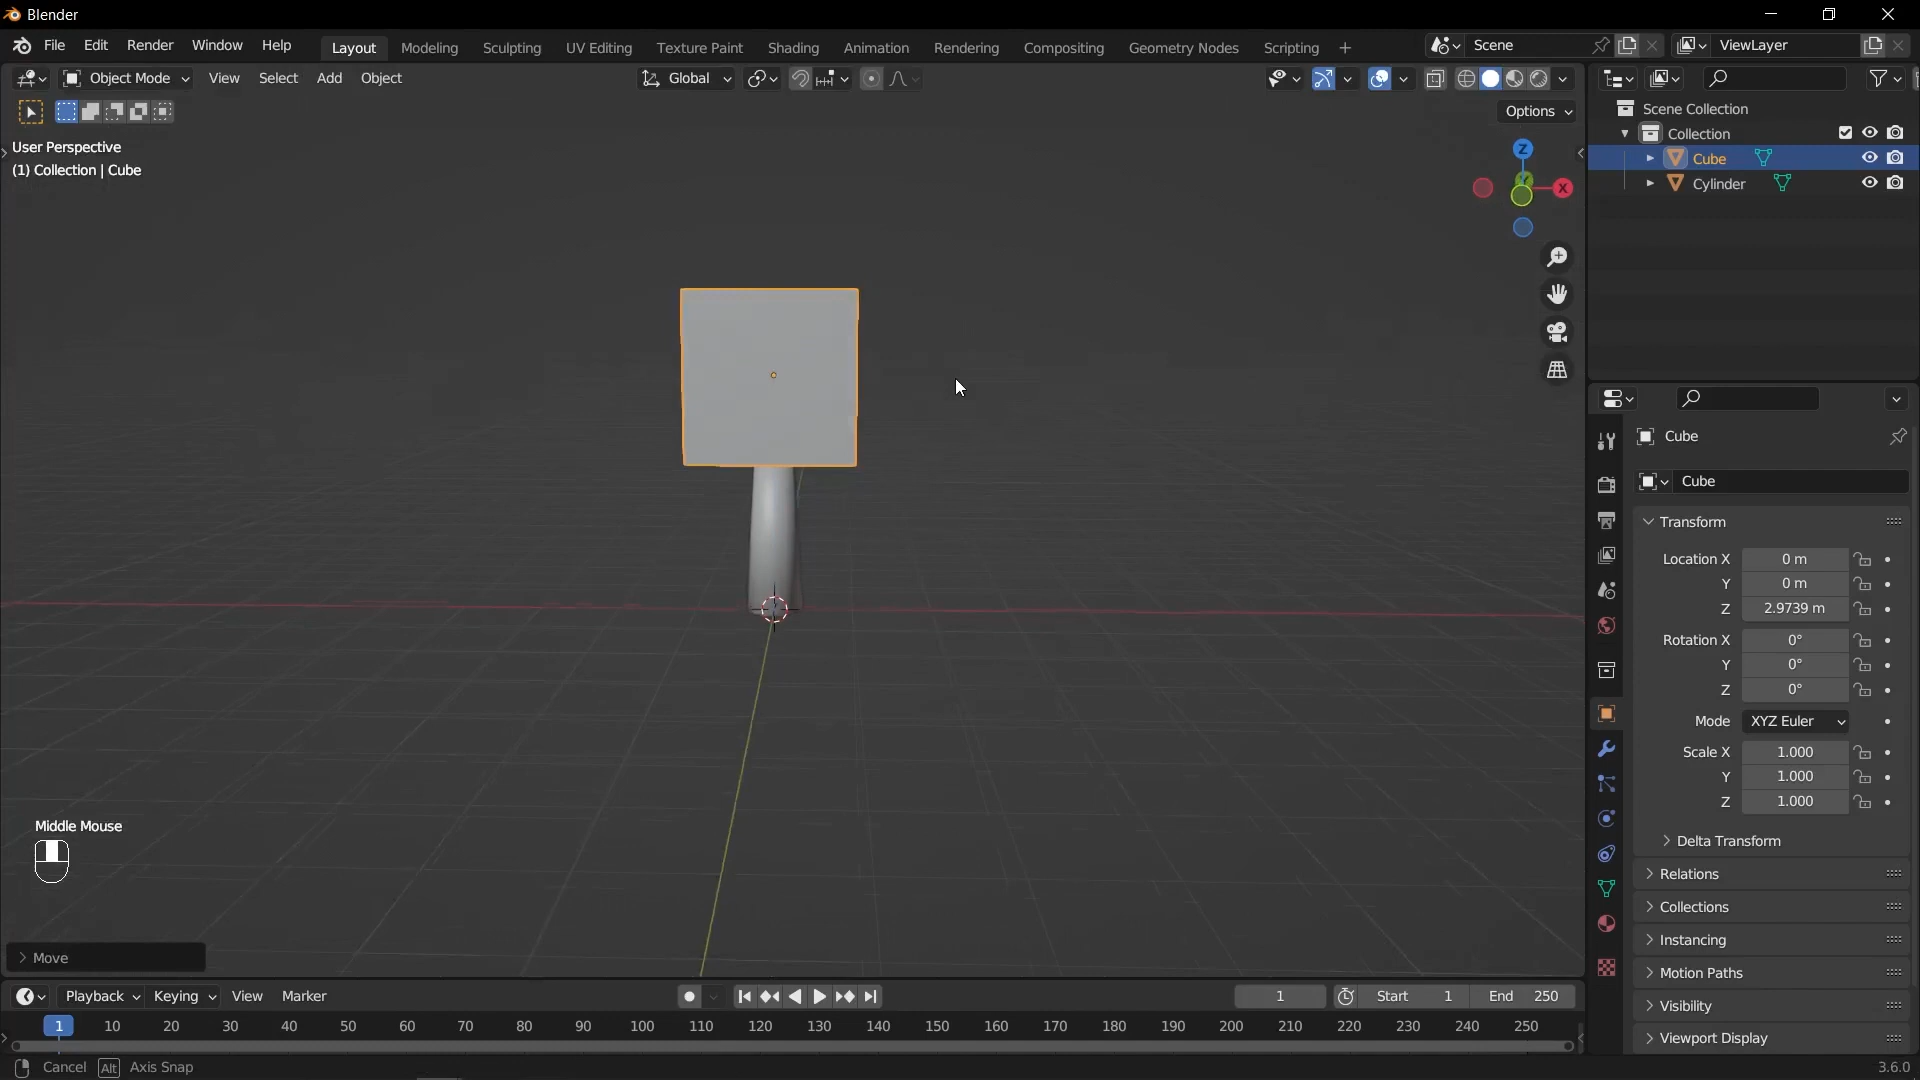 Blender
File Edit Render Window Help Layout Modeling Sculpting UV Editing Texture Paint Shading Animation Rendering Compositing Geometry Nodes Scripting + Scene ViewLayer
Object Mode View Select Add Object Global
Options
User Perspective
(1) Collection | Cube
Z
X
Scene Collection
Collection
Cube
Cylinder
Cube
Cube
Transform
Location X 0 m
Y 0 m
Z 2.9739 m
Rotation X 0°
Y 0°
Z 0°
Mode XYZ Euler
Scale X 1.000
Y 1.000
Z 1.000
Delta Transform
Relations
Collections
Instancing
Motion Paths
Visibility
Viewport Display
Middle Mouse
Move
Playback Keying View Marker 1 Start 1 End 250
1 10 20 30 40 50 60 70 80 90 100 110 120 130 140 150 160 170 180 190 200 210 220 230 240 250
Cancel Alt Axis Snap 3.6.0